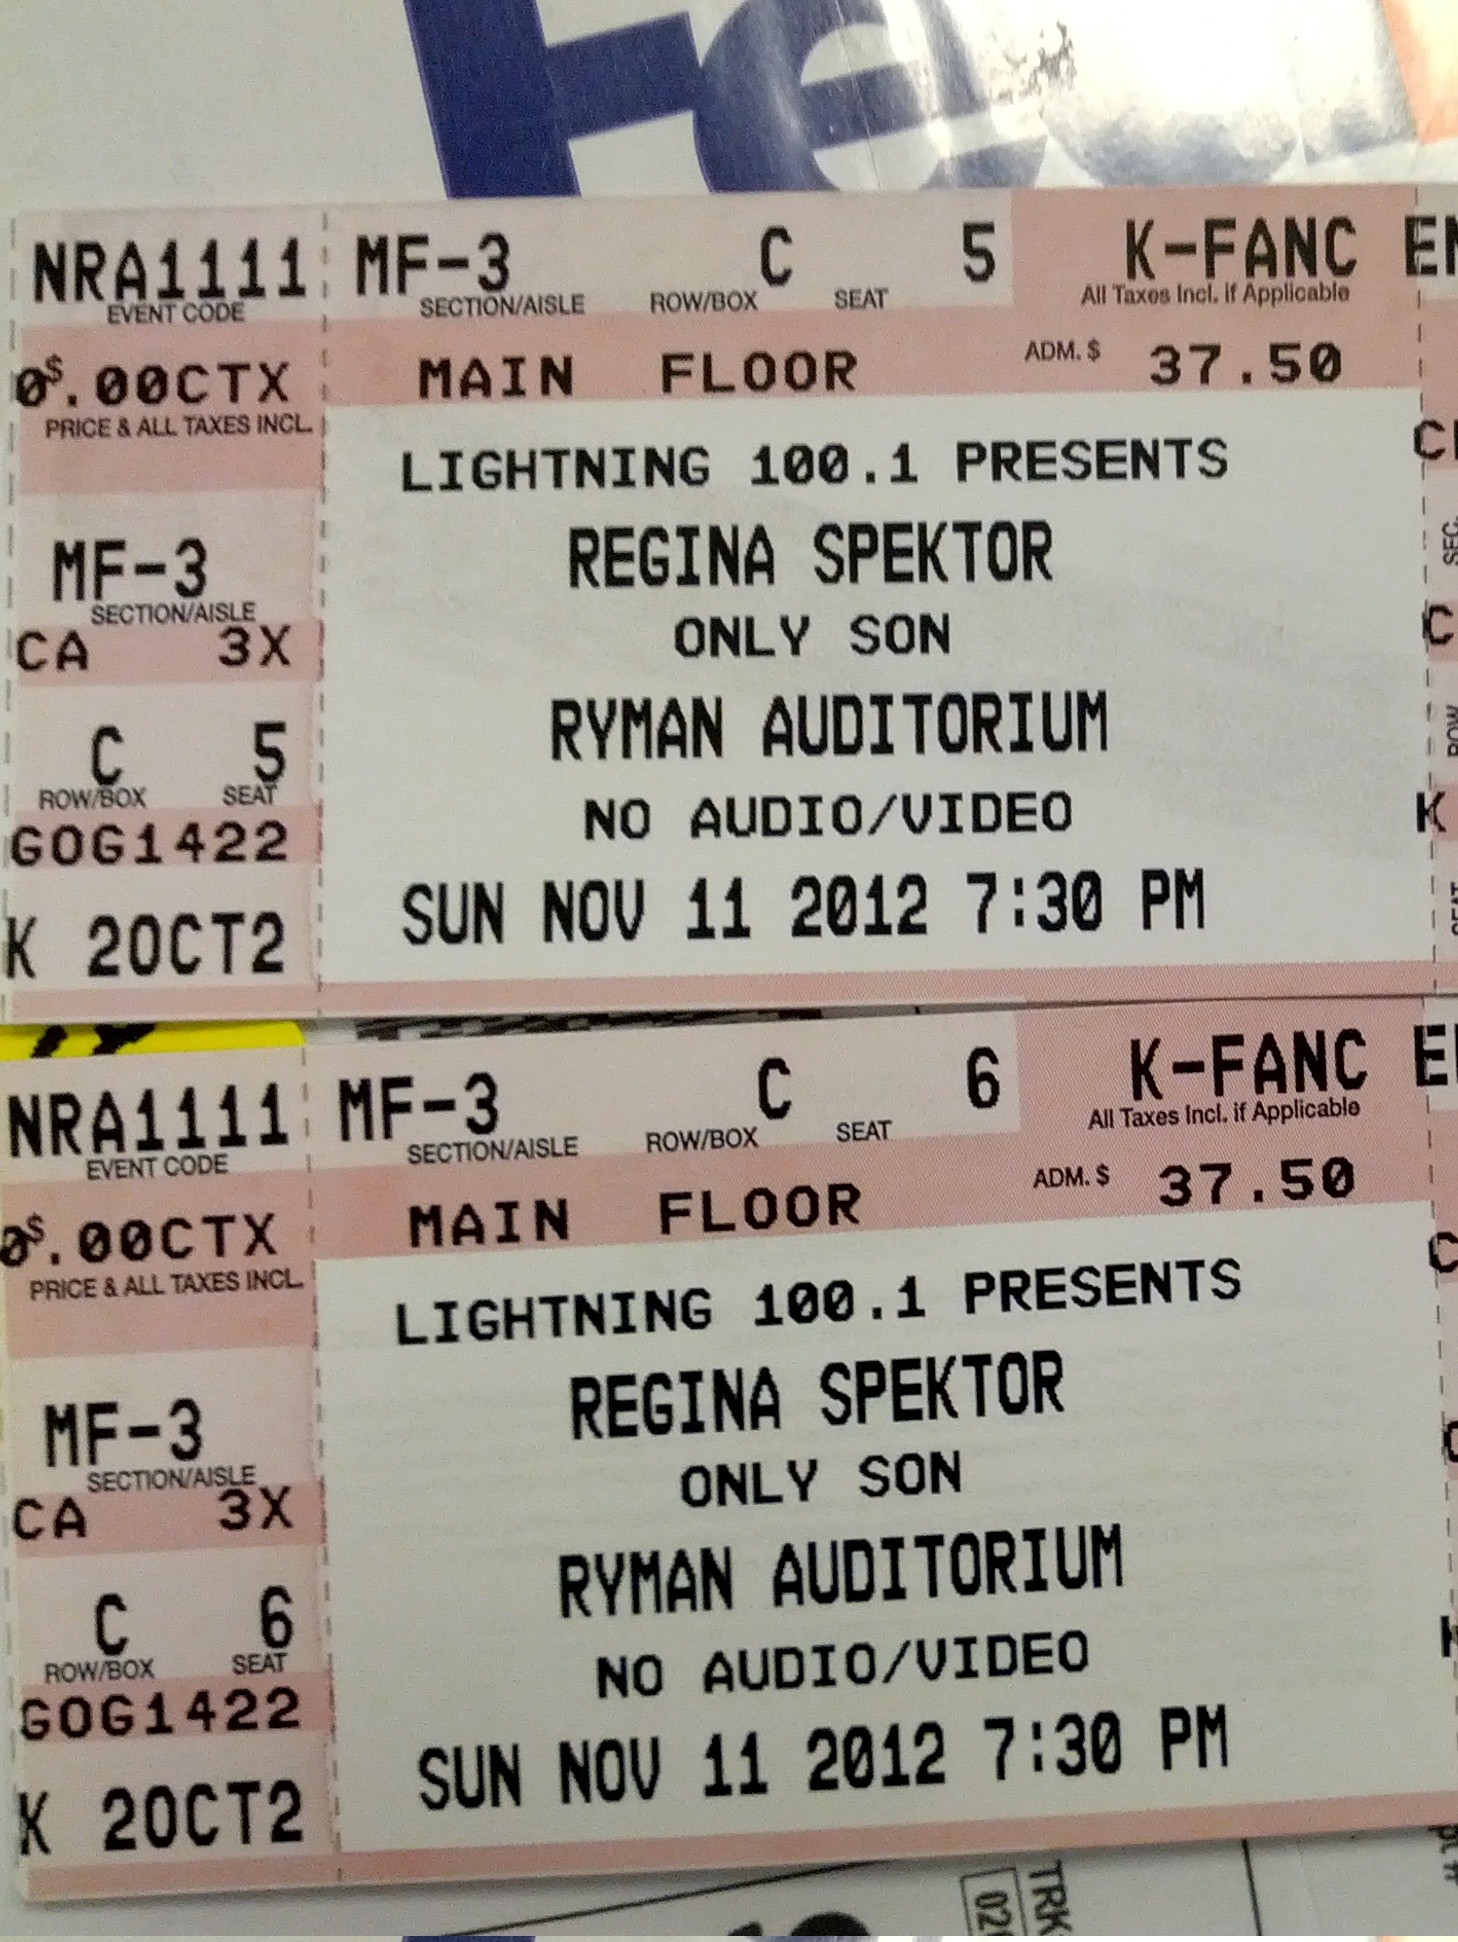 Fed
NRA1111 MF-3 C 5 K-FANC
EVENT CODE SECTION/AISLE ROW/BOX SEAT All Taxes Incl. if Applicable
0$.00CTX MAIN FLOOR ADM. $ 37.50
PRICE & ALL TAXES INCL.
LIGHTNING 100.1 PRESENTS
REGINA SPEKTOR
MF-3
SECTION/AISLE
ONLY SON
CA 3X
RYMAN AUDITORIUM
C 5
ROW/BOX SEAT
NO AUDIO/VIDEO
GOG1422
SUN NOV 11 2012 7:30 PM
K 20CT2
SEC.
C
ROW
K
SEAT
NRA1111 MF-3 C 6 K-FANC
EVENT CODE SECTION/AISLE ROW/BOX SEAT All Taxes Incl. if Applicable
0$.00CTX MAIN FLOOR ADM. $ 37.50
PRICE & ALL TAXES INCL.
LIGHTNING 100.1 PRESENTS
REGINA SPEKTOR
MF-3
SECTION/AISLE
ONLY SON
CA 3X
RYMAN AUDITORIUM
C 6
ROW/BOX SEAT
NO AUDIO/VIDEO
GOG1422
SUN NOV 11 2012 7:30 PM
K 20CT2
TRK
020